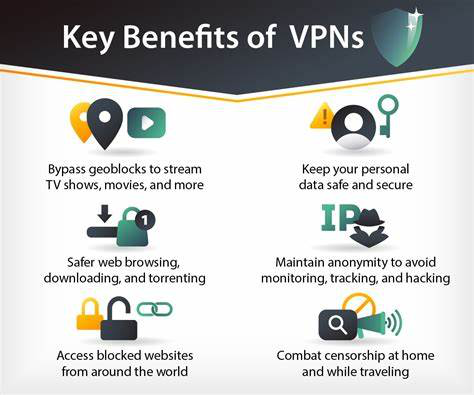 Key Benefits of VPNs
Bypass geoblocks to stream
TV shows, movies, and more
Keep your personal
data safe and secure
1
IP
Safer web browsing,
downloading, and torrenting
Maintain anonymity to avoid
monitoring, tracking, and hacking
Access blocked websites
from around the world
Combat censorship at home
and while traveling